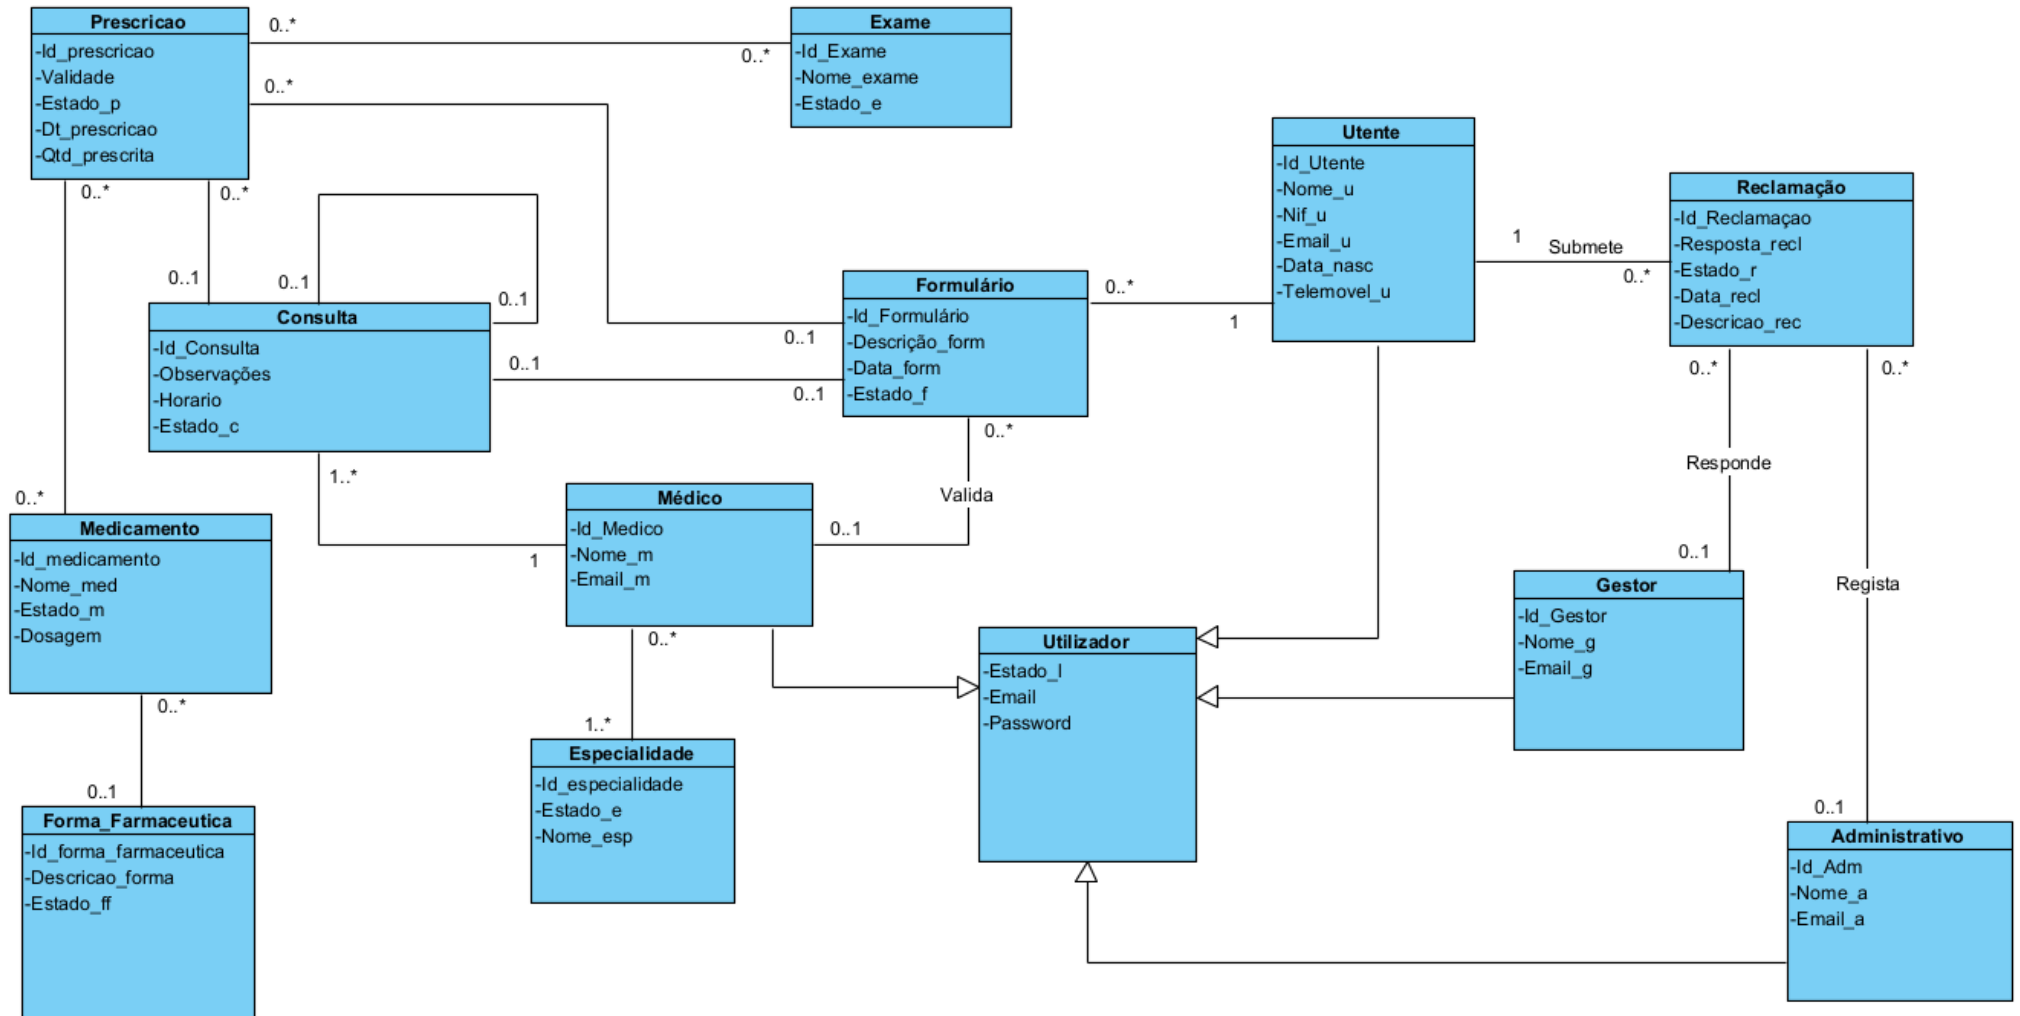 Prescricao
-Id_prescricao
-Validade
-Estado_p
-Dt_prescricao
-Qtd_prescrita
0..*
0..*
0..*
0..*
0..*
Exame
-Id_Exame
-Nome_exame
-Estado_e
Utente
-Id_Utente
-Nome_u
-Nif_u
-Email_u
-Data_nasc
-Telemovel_u
1
Submete
0..*
Reclamação
-Id_Reclamaçao
-Resposta_recl
-Estado_r
-Data_recl
-Descricao_rec
0..1
0..1
0..1
Consulta
-Id_Consulta
-Observações
-Horario
-Estado_c
0..1
0..1
0..1
Formulário
-Id_Formulário
-Descrição_form
-Data_form
-Estado_f
0..*
1
0..*
0..*
0..*
Valida
0..1
1..*
1
Médico
-Id_Medico
-Nome_m
-Email_m
0..*
Medicamento
-Id_medicamento
-Nome_med
-Estado_m
-Dosagem
0..*
0..1
Forma_Farmaceutica
-Id_forma_farmaceutica
-Descricao_forma
-Estado_ff
0..*
1..*
Especialidade
-Id_especialidade
-Estado_e
-Nome_esp
Utilizador
-Estado_l
-Email
-Password
Responde
0..1
Gestor
-Id_Gestor
-Nome_g
-Email_g
Regista
0..1
Administrativo
-Id_Adm
-Nome_a
-Email_a